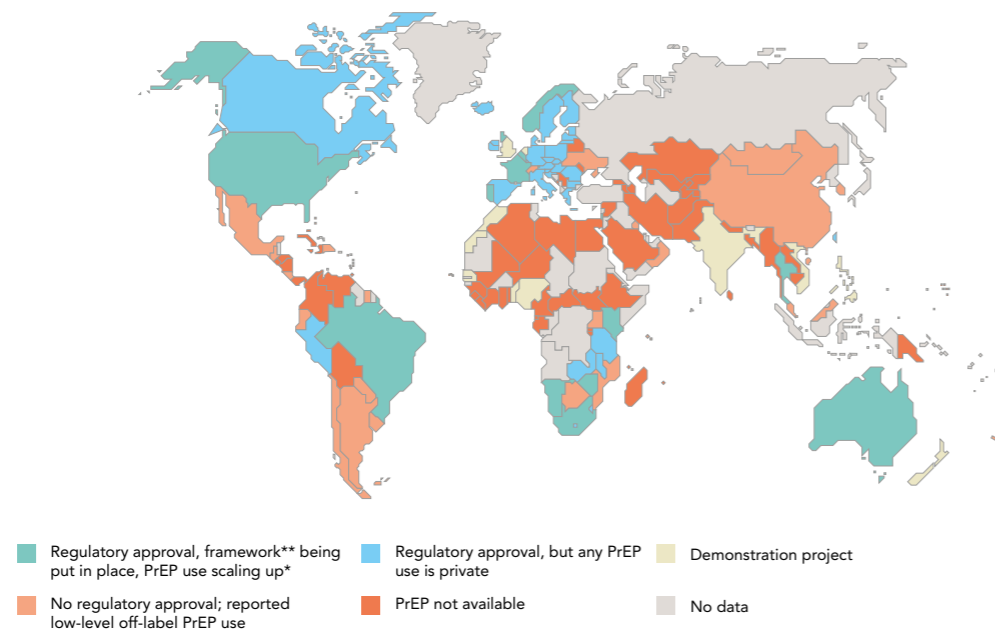 Regulatory approval, framework** being
put in place, PrEP use scaling up*
Regulatory approval, but any PrEP
use is private
Demonstration project
No regulatory approval; reported
low-level off-label PrEP use
PrEP not available
No data